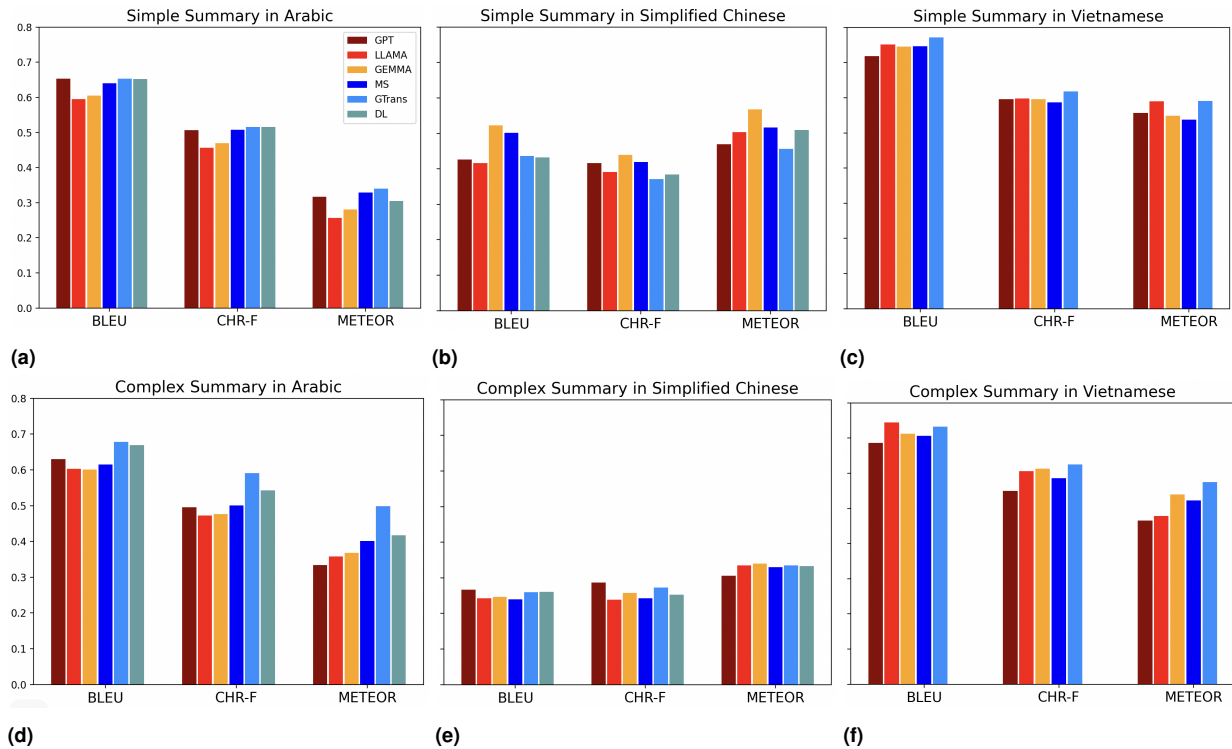 Simple Summary in Arabic
0.8
0.7
0.6
0.5
0.4
0.3
0.2
0.1
0.0
GPT
LLAMA
GEMMA
MS
GTrans
DL
BLEU CHR-F METEOR
(a)
Simple Summary in Simplified Chinese
BLEU CHR-F METEOR
(b)
Simple Summary in Vietnamese
BLEU CHR-F METEOR
(c)
Complex Summary in Arabic
0.8
0.7
0.6
0.5
0.4
0.3
0.2
0.1
0.0
BLEU CHR-F METEOR
(d)
Complex Summary in Simplified Chinese
BLEU CHR-F METEOR
(e)
Complex Summary in Vietnamese
BLEU CHR-F METEOR
(f)